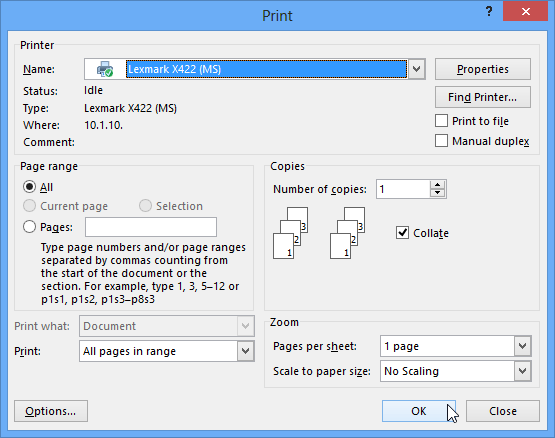 Print
? ×
Printer
Name: Lexmark X422 (MS) Properties
Status: Idle Find Printer...
Type: Lexmark X422 (MS)
Where: 10.1.10. Print to file
Comment: Manual duplex
Page range
All
Current page Selection
Pages:
Type page numbers and/or page ranges
separated by commas counting from
the start of the document or the
section. For example, type 1, 3, 5–12 or
p1s1, p1s2, p1s3–p8s3
Copies
Number of copies: 1
3 3
2 2
1 1
Collate
Print what: Document
Print: All pages in range
Zoom
Pages per sheet: 1 page
Scale to paper size: No Scaling
Options... OK Close